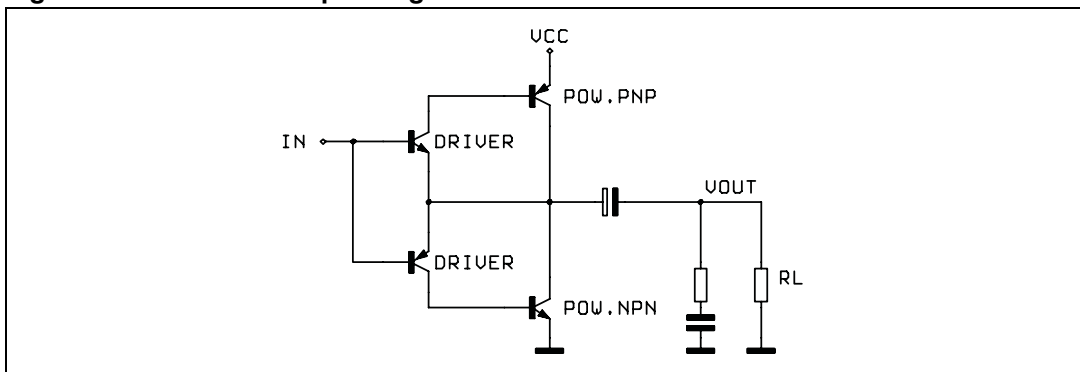 VCC
POW.PNP
IN
DRIVER
VOUT
DRIVER
RL
POW.NPN